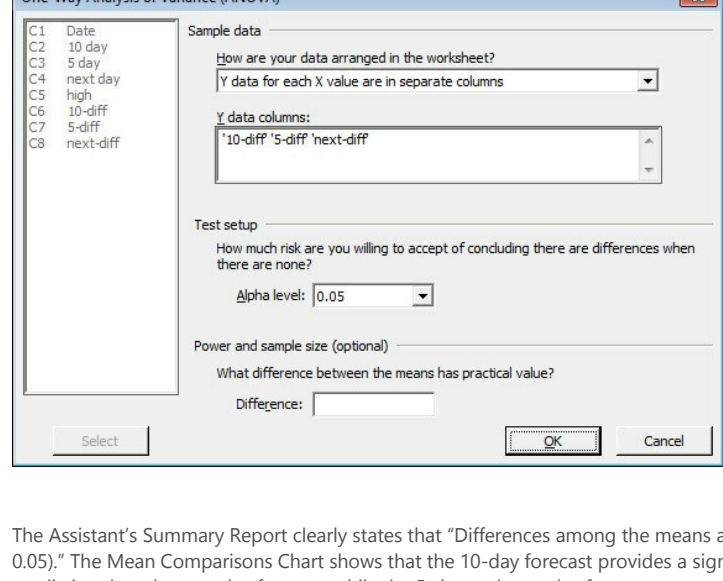 One-Way Analysis of Variance (ANOVA)
C1 Date
C2 10 day
C3 5 day
C4 next day
C5 high
C6 10-diff
C7 5-diff
C8 next-diff
Sample data
How are your data arranged in the worksheet?
Y data for each X value are in separate columns
Y data columns:
'10-diff' '5-diff' 'next-diff'
Test setup
How much risk are you willing to accept of concluding there are differences when
there are none?
Alpha level: 0.05
Power and sample size (optional)
What difference between the means has practical value?
Difference:
Select
OK
Cancel
The Assistant's Summary Report clearly states that "Differences among the means a
0.05)." The Mean Comparisons Chart shows that the 10-day forecast provides a sign